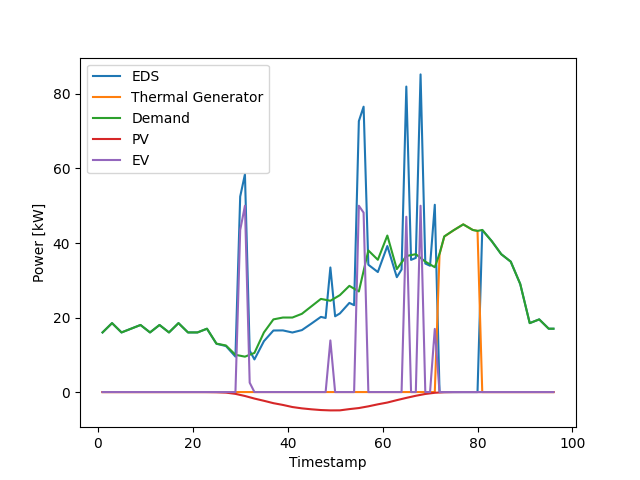 EDS
Thermal Generator
Demand
PV
EV
80
60
40
20
0
Power [kW]
0 20 40 60 80 100
Timestamp